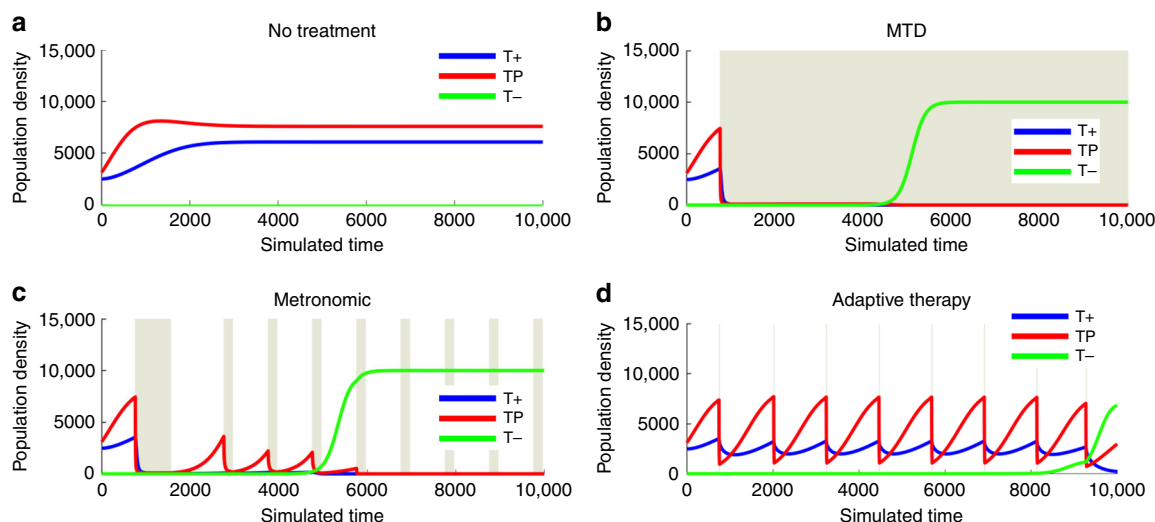 a
No treatment
15,000
10,000
5000
0
Population density
0 2000 4000 6000 8000 10,000
Simulated time
T+
TP
T−
b
MTD
15,000
10,000
5000
0
Population density
0 2000 4000 6000 8000 10,000
Simulated time
T+
TP
T−
c
Metronomic
15,000
10,000
5000
0
Population density
0 2000 4000 6000 8000 10,000
Simulated time
T+
TP
T−
d
Adaptive therapy
15,000
10,000
5000
0
Population density
0 2000 4000 6000 8000 10,000
Simulated time
T+
TP
T−